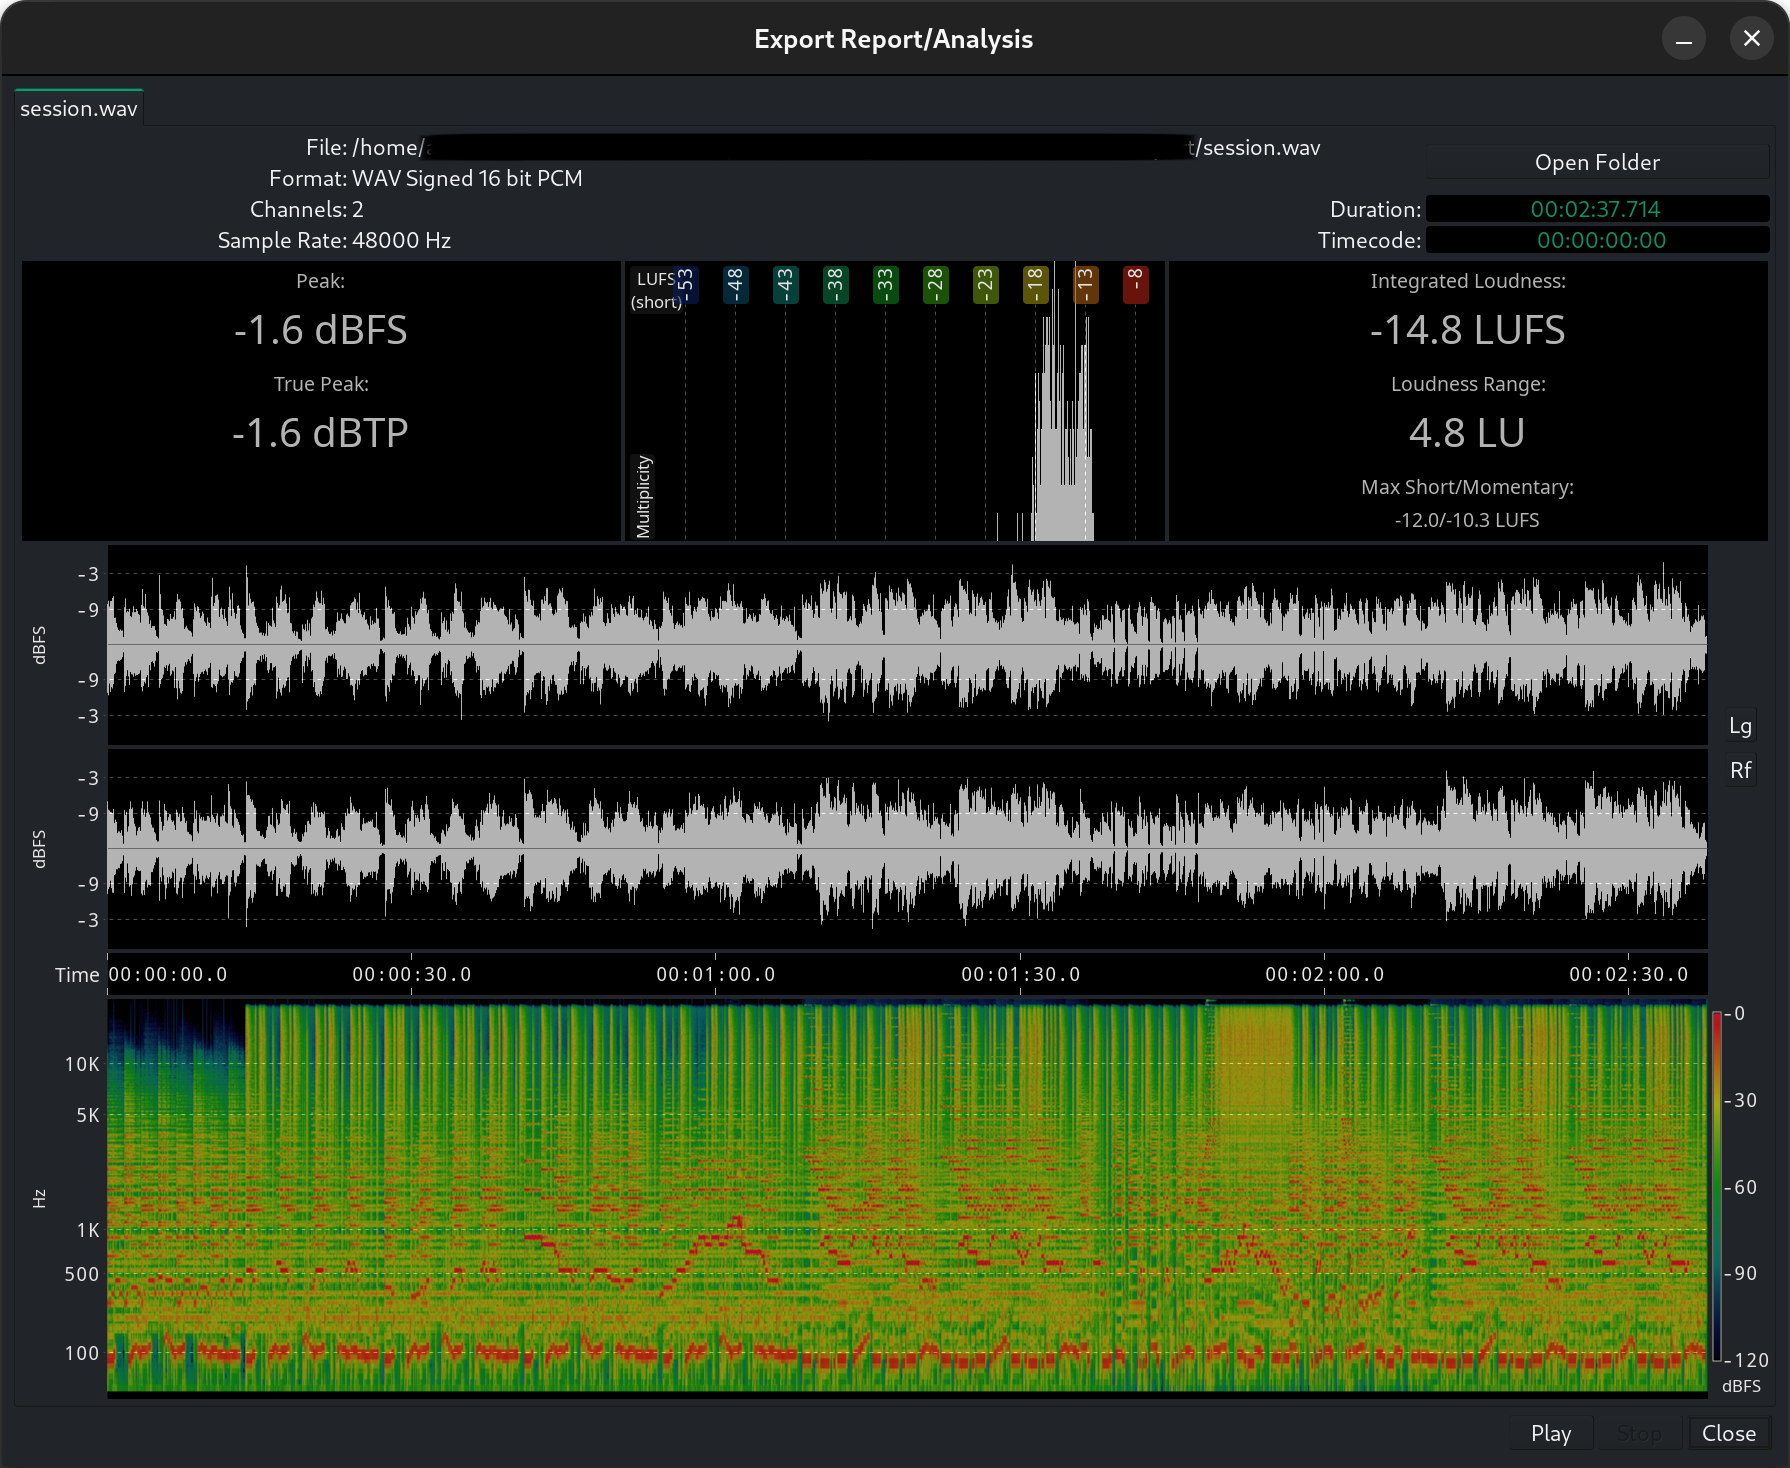 Export Report/Analysis
session.wav
File: /home/ t/session.wav
Format: WAV Signed 16 bit PCM
Channels: 2
Sample Rate: 48000 Hz
Open Folder
Duration: 00:02:37.714
Timecode: 00:00:00:00
Peak:
-1.6 dBFS
True Peak:
-1.6 dBTP
LUFS
(short)
-53 -48 -43 -38 -33 -28 -23 -18 -13 -8
Multiplicity
Integrated Loudness:
-14.8 LUFS
Loudness Range:
4.8 LU
Max Short/Momentary:
-12.0/-10.3 LUFS
-3
-9
dBFS
-9
-3
Lg
Rf
-3
-9
dBFS
-9
-3
Time 00:00:00.0 00:00:30.0 00:01:00.0 00:01:30.0 00:02:00.0 00:02:30.0
10K
5K
Hz
1K
500
100
-0
-30
-60
-90
-120
dBFS
Play Stop Close